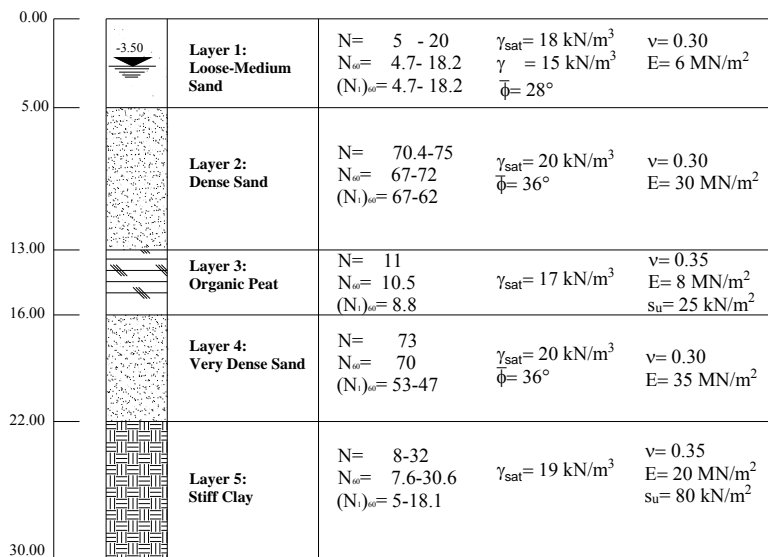 0.00
-3.50
Layer 1:
Loose-Medium
Sand
N= 5 - 20
N₆₀= 4.7- 18.2
(N₁)₆₀= 4.7- 18.2
γsat= 18 kN/m³
γ = 15 kN/m³
ϕ̅= 28°
ν= 0.30
E= 6 MN/m²
5.00
Layer 2:
Dense Sand
N= 70.4-75
N₆₀= 67-72
(N₁)₆₀= 67-62
γsat= 20 kN/m³
ϕ̅= 36°
ν= 0.30
E= 30 MN/m²
13.00
Layer 3:
Organic Peat
N= 11
N₆₀= 10.5
(N₁)₆₀= 8.8
γsat= 17 kN/m³
ν= 0.35
E= 8 MN/m²
su= 25 kN/m²
16.00
Layer 4:
Very Dense Sand
N= 73
N₆₀= 70
(N₁)₆₀= 53-47
γsat= 20 kN/m³
ϕ̅= 36°
ν= 0.30
E= 35 MN/m²
22.00
Layer 5:
Stiff Clay
N= 8-32
N₆₀= 7.6-30.6
(N₁)₆₀= 5-18.1
γsat= 19 kN/m³
ν= 0.35
E= 20 MN/m²
su= 80 kN/m²
30.00